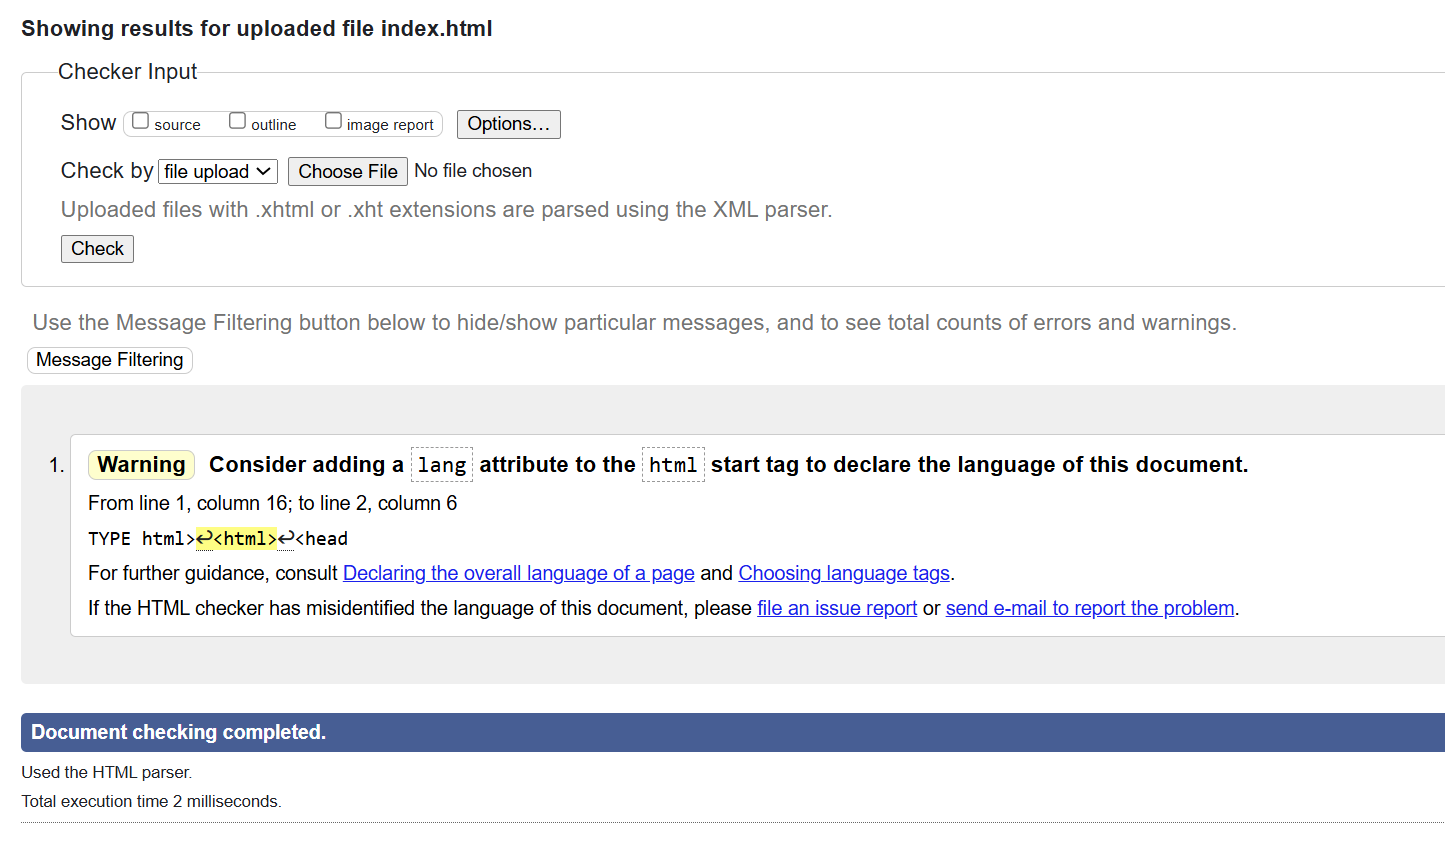 Showing results for uploaded file index.html
Checker Input
Show source outline image report Options...
Check by file upload Choose File No file chosen
Uploaded files with .xhtml or .xht extensions are parsed using the XML parser.
Check
Use the Message Filtering button below to hide/show particular messages, and to see total counts of errors and warnings.
Message Filtering
1. Warning Consider adding a lang attribute to the html start tag to declare the language of this document.
From line 1, column 16; to line 2, column 6
TYPE html>↩<html>↩<head
For further guidance, consult Declaring the overall language of a page and Choosing language tags.
If the HTML checker has misidentified the language of this document, please file an issue report or send e-mail to report the problem.
Document checking completed.
Used the HTML parser.
Total execution time 2 milliseconds.